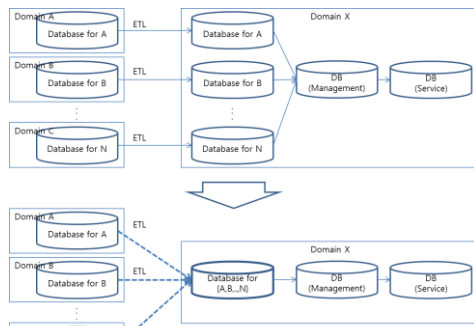 Domain A
Database for A
ETL
Database for A
Domain X
Domain B
Database for B
ETL
Database for B
DB
(Management)
DB
(Service)
Domain C
Database for N
ETL
Database for N
Domain A
Database for A
ETL
Domain X
Domain B
Database for B
ETL
Database for
{A,B,..,N}
DB
(Management)
DB
(Service)